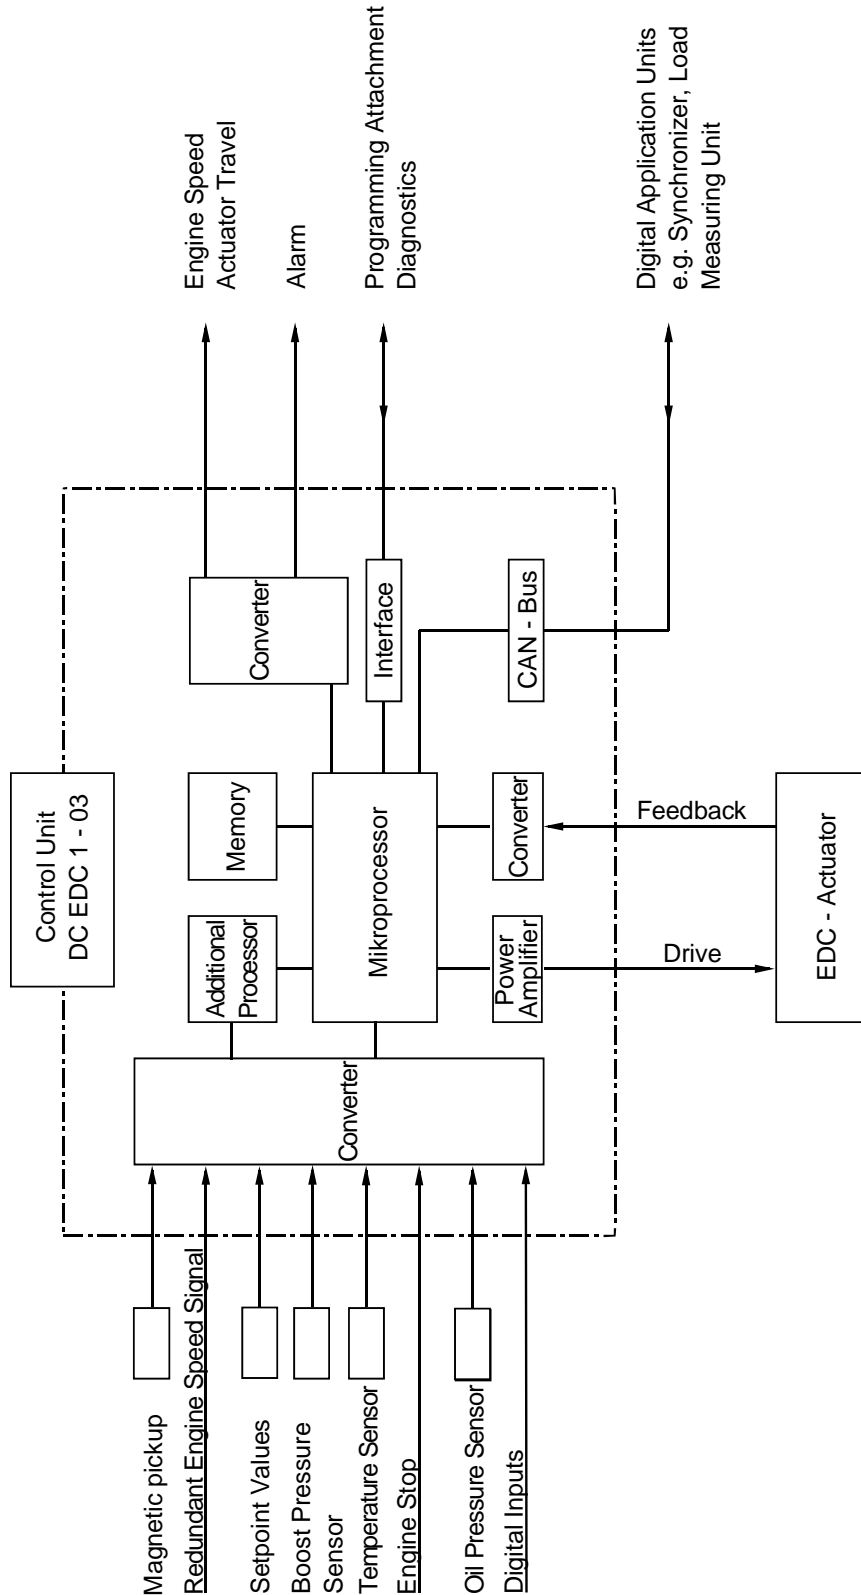 Control Unit
DC EDC 1 - 03
Magnetic pickup
Redundant Engine Speed Signal
Setpoint Values
Boost Pressure
Sensor
Temperature Sensor
Engine Stop
Oil Pressure Sensor
Digital Inputs
Converter
Additional
Processor
Memory
Mikroprocessor
Power
Amplifier
Converter
Converter
Interface
CAN - Bus
Engine Speed
Actuator Travel
Alarm
Programming Attachment
Diagnostics
Digital Application Units
e.g. Synchronizer, Load
Measuring Unit
Drive
Feedback
EDC - Actuator